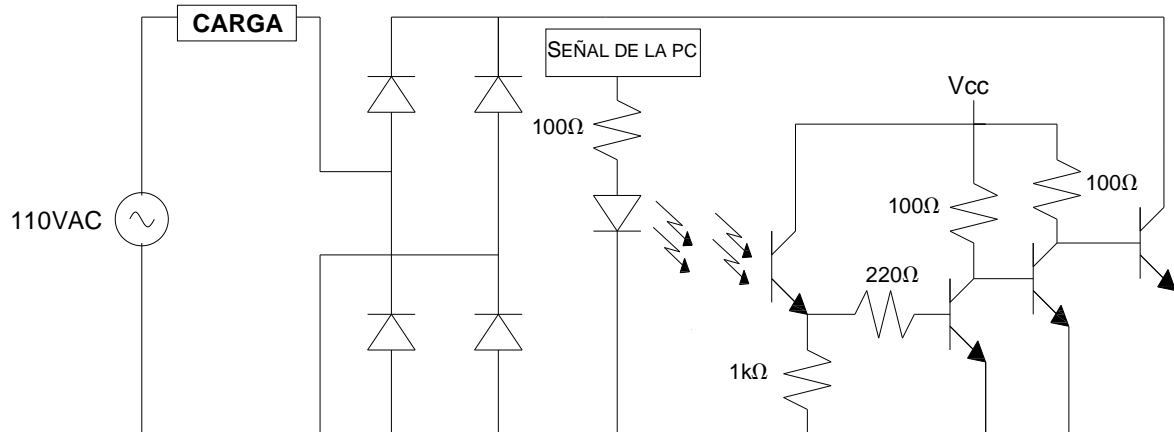 CARGA
SEÑAL DE LA PC
Vcc
100Ω
100Ω
100Ω
110VAC
220Ω
1kΩ